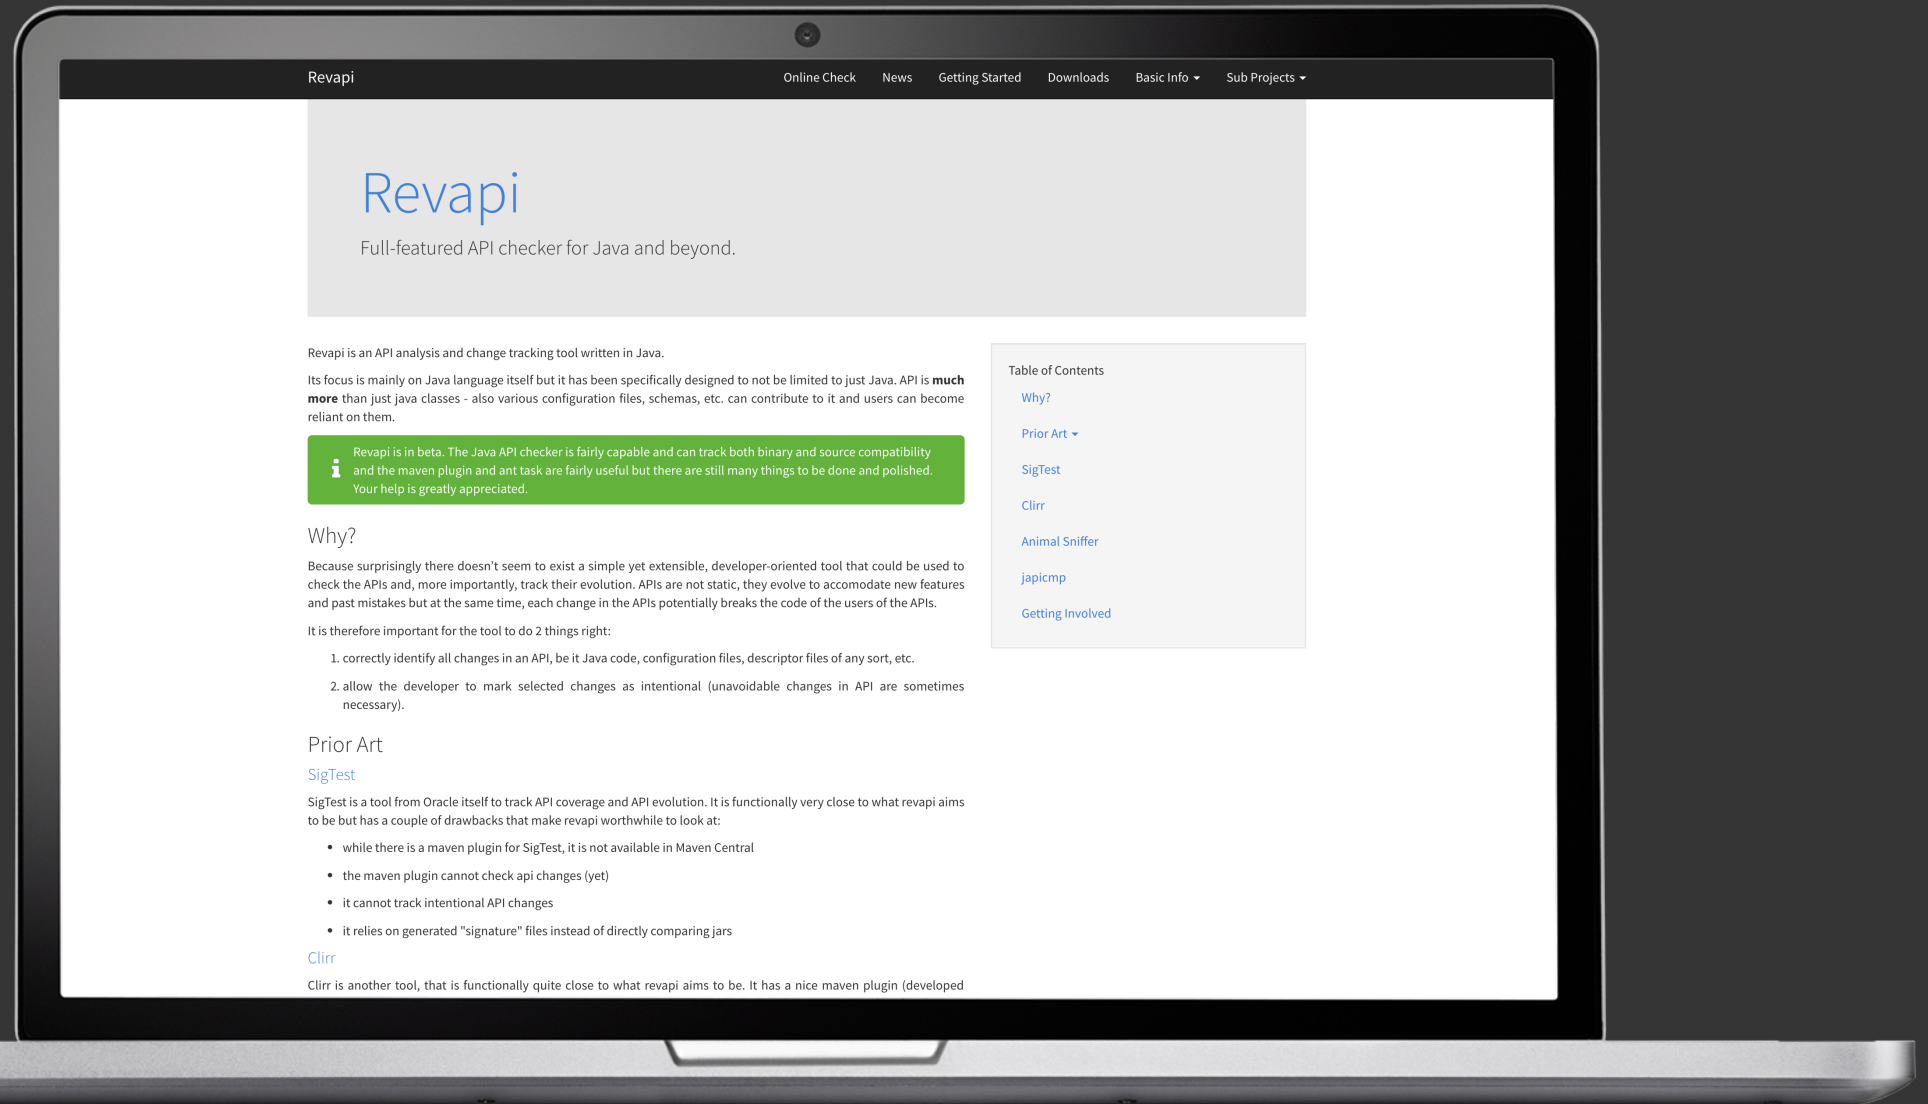 Revapi
Online Check
News
Getting Started
Downloads
Basic Info
Sub Projects
Revapi
Full-featured API checker for Java and beyond.
Revapi is an API analysis and change tracking tool written in Java.
Its focus is mainly on Java language itself but it has been specifically designed to not be limited to just Java. API is much
more than just java classes - also various configuration files, schemas, etc. can contribute to it and users can become
reliant on them.
Revapi is in beta. The Java API checker is fairly capable and can track both binary and source compatibility
and the maven plugin and ant task are fairly useful but there are still many things to be done and polished.
Your help is greatly appreciated.
Why?
Because surprisingly there doesn't seem to exist a simple yet extensible, developer-oriented tool that could be used to
check the APIs and, more importantly, track their evolution. APIs are not static, they evolve to accomodate new features
and past mistakes but at the same time, each change in the APIs potentially breaks the code of the users of the APIs.
It is therefore important for the tool to do 2 things right:
1. correctly identify all changes in an API, be it Java code, configuration files, descriptor files of any sort, etc.
2. allow the developer to mark selected changes as intentional (unavoidable changes in API are sometimes
necessary).
Prior Art
SigTest
SigTest is a tool from Oracle itself to track API coverage and API evolution. It is functionally very close to what revapi aims
to be but has a couple of drawbacks that make revapi worthwhile to look at:
• while there is a maven plugin for SigTest, it is not available in Maven Central
• the maven plugin cannot check api changes (yet)
• it cannot track intentional API changes
• it relies on generated "signature" files instead of directly comparing jars
Clirr
Clirr is another tool, that is functionally quite close to what revapi aims to be. It has a nice maven plugin (developed
Table of Contents
Why?
Prior Art
SigTest
Clirr
Animal Sniffer
japicmp
Getting Involved